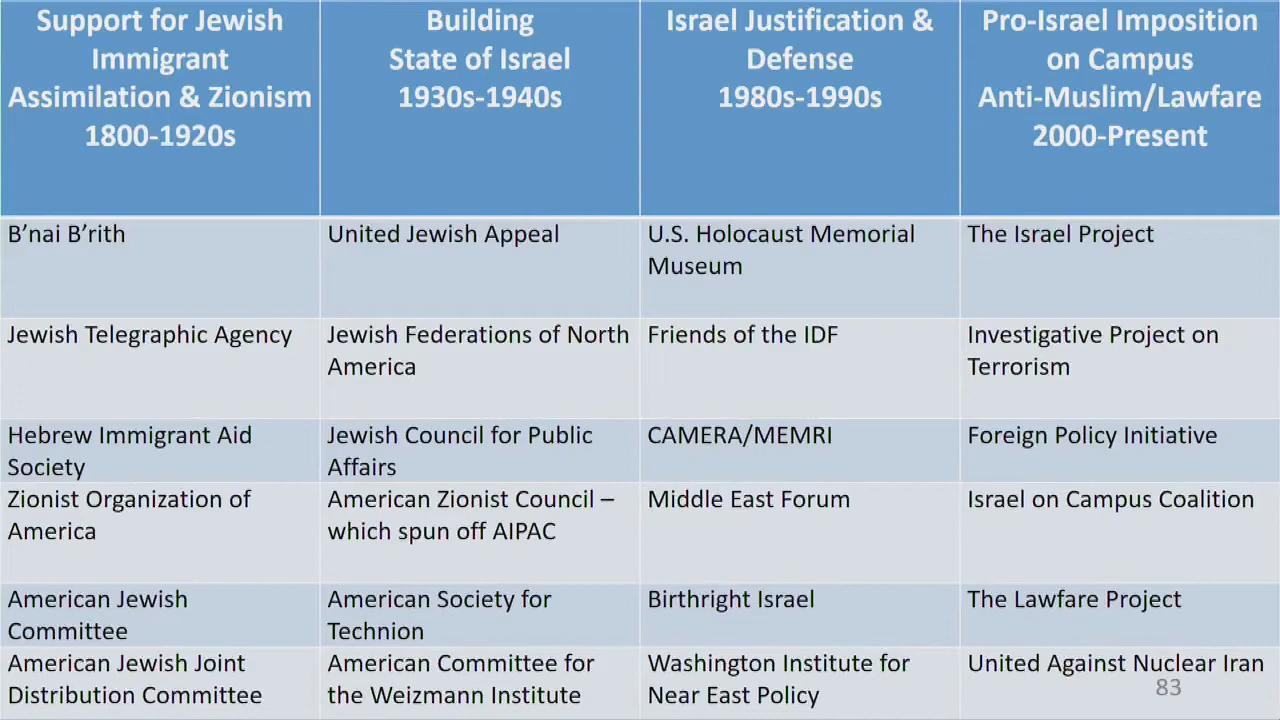 Support for Jewish
Immigrant
Assimilation & Zionism
1800-1920s
Building
State of Israel
1930s-1940s
Israel Justification &
Defense
1980s-1990s
Pro-Israel Imposition
on Campus
Anti-Muslim/Lawfare
2000-Present
B’nai B’rith
United Jewish Appeal
U.S. Holocaust Memorial
Museum
The Israel Project
Jewish Telegraphic Agency
Jewish Federations of North
America
Friends of the IDF
Investigative Project on
Terrorism
Hebrew Immigrant Aid
Society
Jewish Council for Public
Affairs
CAMERA/MEMRI
Foreign Policy Initiative
Zionist Organization of
America
American Zionist Council –
which spun off AIPAC
Middle East Forum
Israel on Campus Coalition
American Jewish
Committee
American Society for
Technion
Birthright Israel
The Lawfare Project
American Jewish Joint
Distribution Committee
American Committee for
the Weizmann Institute
Washington Institute for
Near East Policy
United Against Nuclear Iran
83